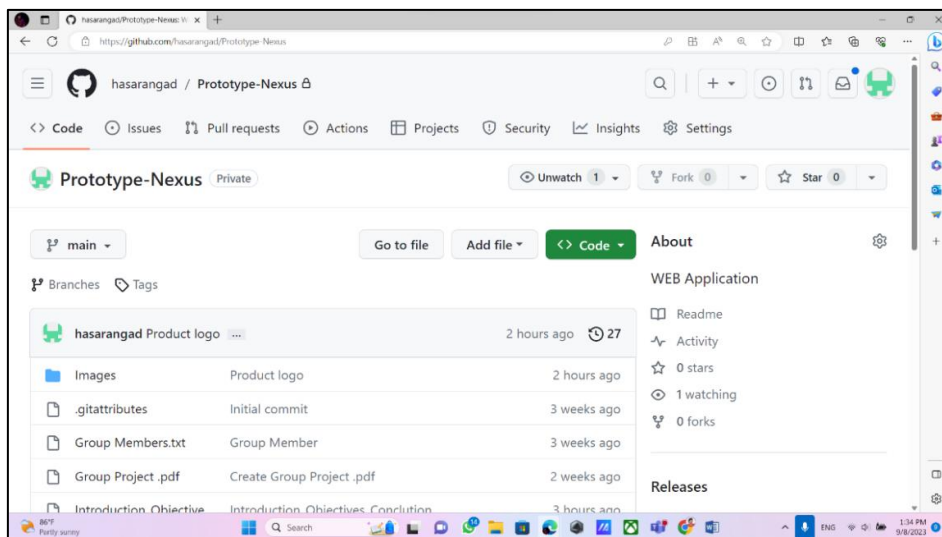 hasarangad/Prototype-Nexus: W
https://github.com/hasarangad/Prototype-Nexus
hasarangad / Prototype-Nexus
Code Issues Pull requests Actions Projects Security Insights Settings
Prototype-Nexus Private Unwatch 1 Fork 0 Star 0
main Go to file Add file Code About
WEB Application
Branches Tags
Readme
hasarangad Product logo ... 2 hours ago 27
Activity
Images Product logo 2 hours ago
0 stars
.gitattributes Initial commit 3 weeks ago
1 watching
0 forks
Group Members.txt Group Member 3 weeks ago
Group Project .pdf Create Group Project .pdf 2 weeks ago
Releases
Introduction Objective Introduction Objectives Conclution 3 hours ago
86°F
Partly sunny
Search
ENG
1:34 PM
9/8/2023